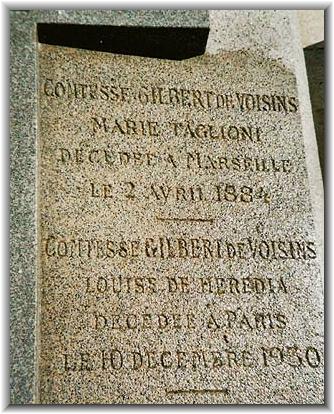 COMTESSE GILBERT DE VOISINS
MARIE TAGLIONI
DÉCÉDÉE A MARSEILLE
LE 2 AVRIL 1884
COMTESSE GILBERT DE VOISINS
LOUISE DE HEREDIA
DÉCÉDÉE A PARIS
LE 10 DÉCEMBRE 1930